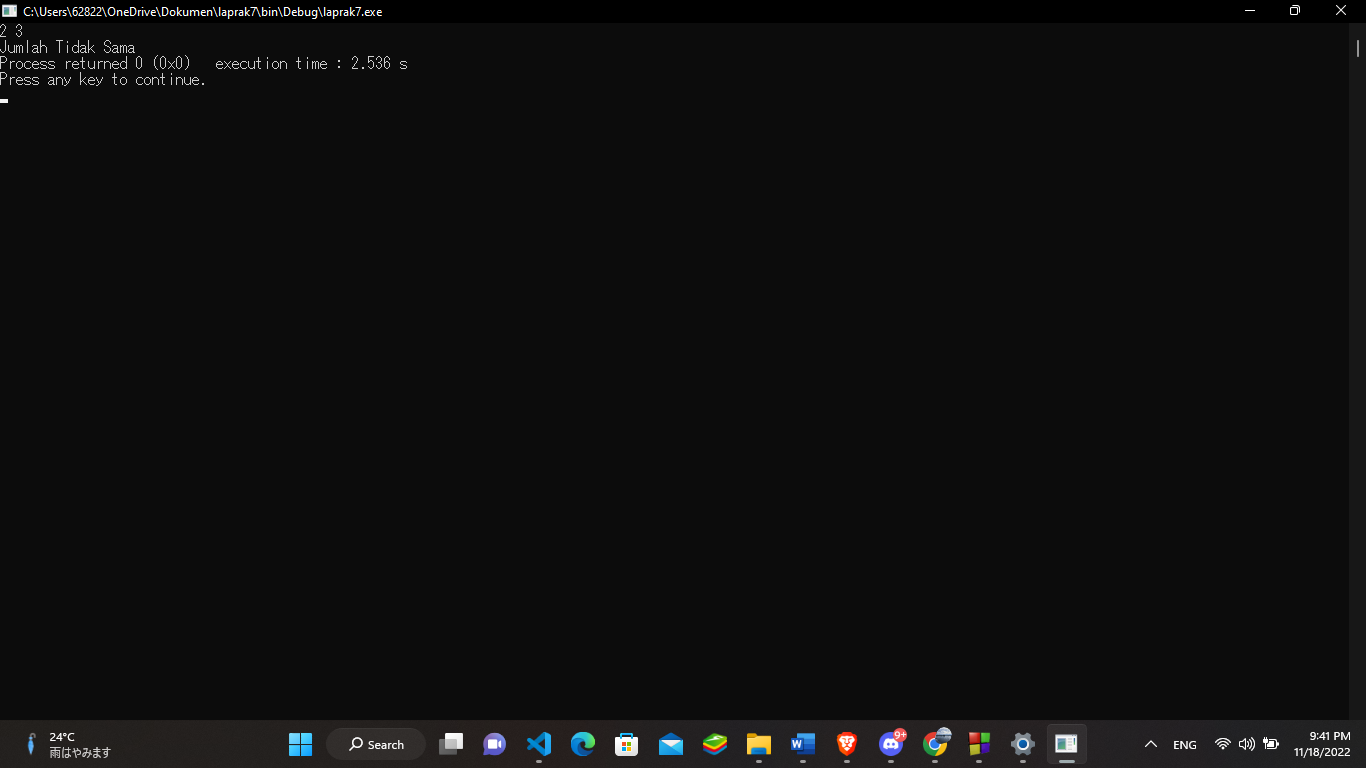 C:\Users\62822\OneDrive\Dokumen\laprak7\bin\Debug\laprak7.exe
2 3
Jumlah Tidak Sama
Process returned 0 (0x0)   execution time : 2.536 s
Press any key to continue.
24°C
雨はやみます
Search
9+
ENG
9:41 PM
11/18/2022